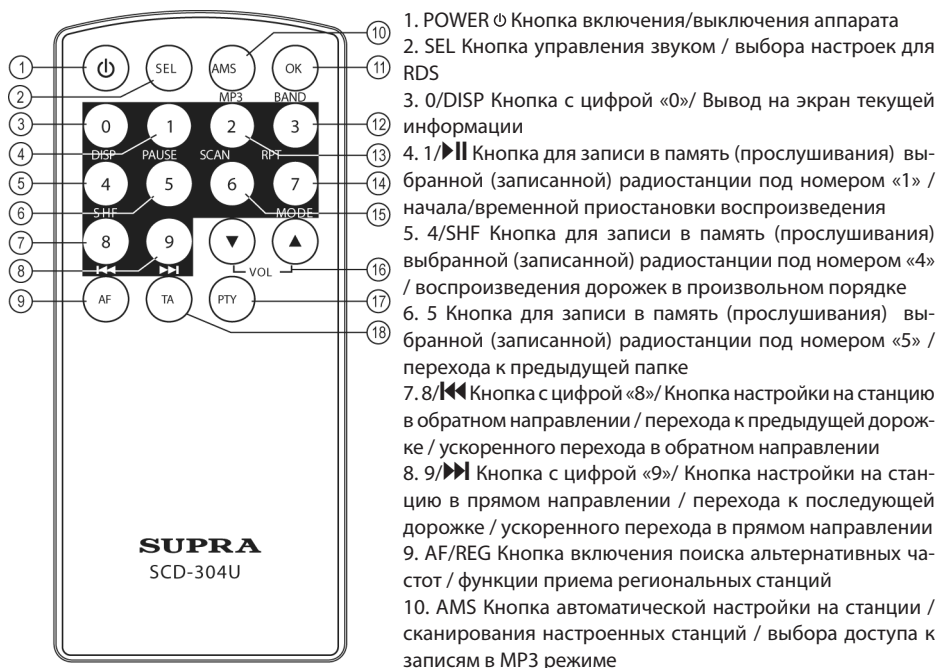 1 ⏻ SEL AMS OK 10
2 11
MP3 BAND
3 0 1 2 3 12
4 DISP PAUSE SCAN RPT 13
5 4 5 6 7 14
6 SHF MODE 15
7 8 9 ▼ ▲
8 ⏮ ⏭ VOL 16
9 AF TA PTY 17
18
SUPRA
SCD-304U
1. POWER ⏻ Кнопка включения/выключения аппарата
2. SEL Кнопка управления звуком / выбора настроек для
RDS
3. 0/DISP Кнопка с цифрой «0»/ Вывод на экран текущей
информации
4. 1/⏯ Кнопка для записи в память (прослушивания) вы-
бранной (записанной) радиостанции под номером «1» /
начала/временной приостановки воспроизведения
5. 4/SHF Кнопка для записи в память (прослушивания)
выбранной (записанной) радиостанции под номером «4»
/ воспроизведения дорожек в произвольном порядке
6. 5 Кнопка для записи в память (прослушивания) вы-
бранной (записанной) радиостанции под номером «5» /
перехода к предыдущей папке
7. 8/⏮ Кнопка с цифрой «8»/ Кнопка настройки на станцию
в обратном направлении / перехода к предыдущей дорож-
ке / ускоренного перехода в обратном направлении
8. 9/⏭ Кнопка с цифрой «9»/ Кнопка настройки на стан-
цию в прямом направлении / перехода к последующей
дорожке / ускоренного перехода в прямом направлении
9. AF/REG Кнопка включения поиска альтернативных ча-
стот / функции приема региональных станций
10. AMS Кнопка автоматической настройки на станции /
сканирования настроенных станций / выбора доступа к
записям в MP3 режиме